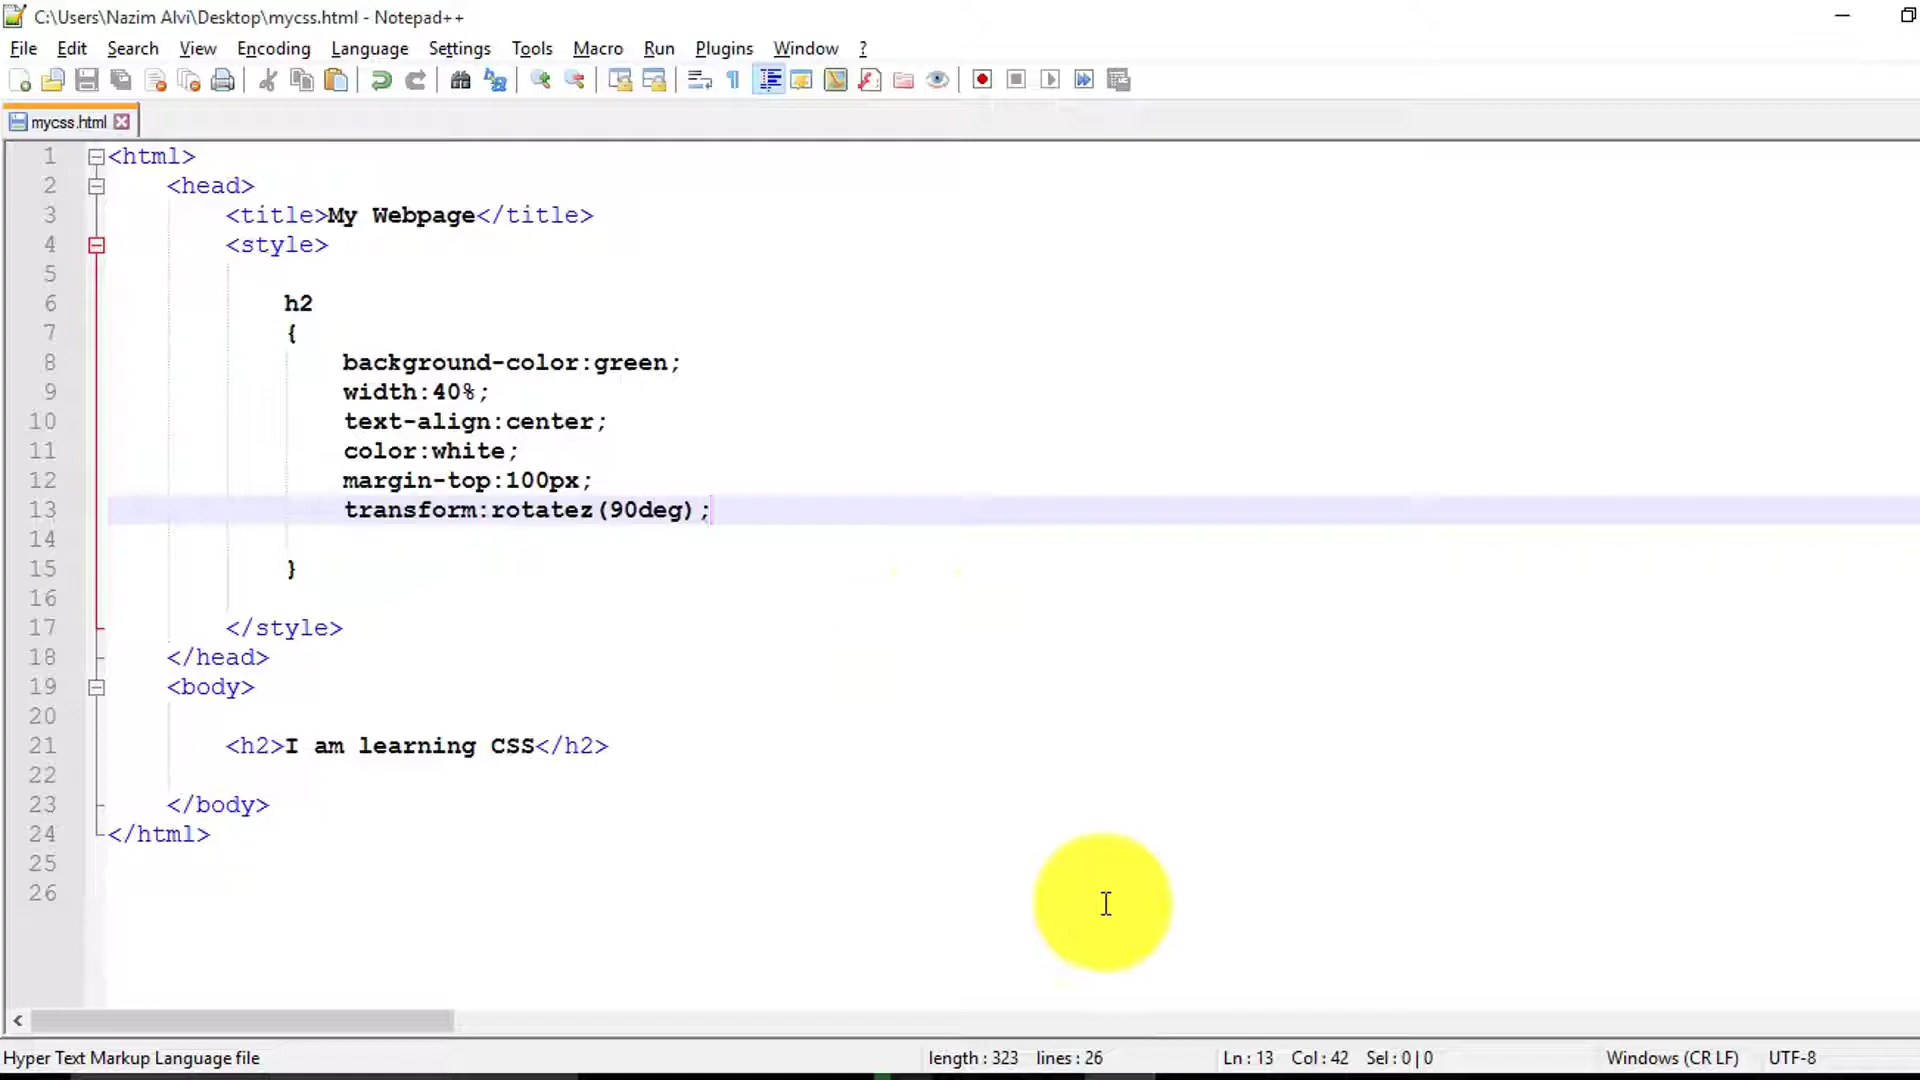 C:\Users\Nazim Alvi\Desktop\mycss.html - Notepad++
File Edit Search View Encoding Language Settings Tools Macro Run Plugins Window ?
mycss.html
1 <html>
2 <head>
3 <title>My Webpage</title>
4 <style>
5
6 h2
7 {
8 background-color:green;
9 width:40%;
10 text-align:center;
11 color:white;
12 margin-top:100px;
13 transform:rotatez(90deg);
14
15 }
16
17 </style>
18 </head>
19 <body>
20
21 <h2>I am learning CSS</h2>
22
23 </body>
24 </html>
25
26
Hyper Text Markup Language file length : 323 lines : 26 Ln : 13 Col : 42 Sel : 0 | 0 Windows (CR LF) UTF-8